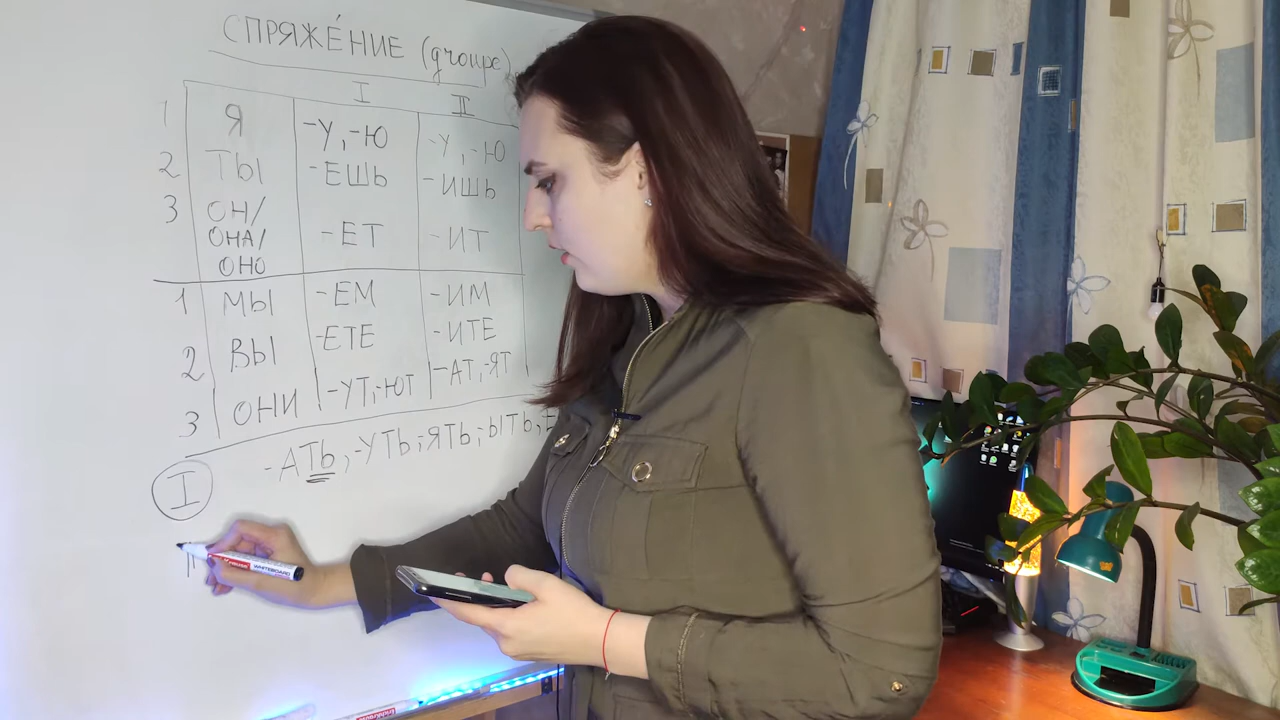 СПРЯЖЕ́НИЕ (groupe)
I II
1 Я -У, -Ю -У, -Ю
2 ТЫ -ЕШЬ -ИШЬ
3 ОН/
ОНА/ -ЕТ -ИТ
ОНО
1 МЫ -ЕМ -ИМ
2 ВЫ -ЕТЕ -ИТЕ
3 ОНИ -УТ,-ЮТ -АТ,-ЯТ
-АТЬ,-УТЬ,-ЯТЬ,-ЫТЬ,
I
WHITEBOARD